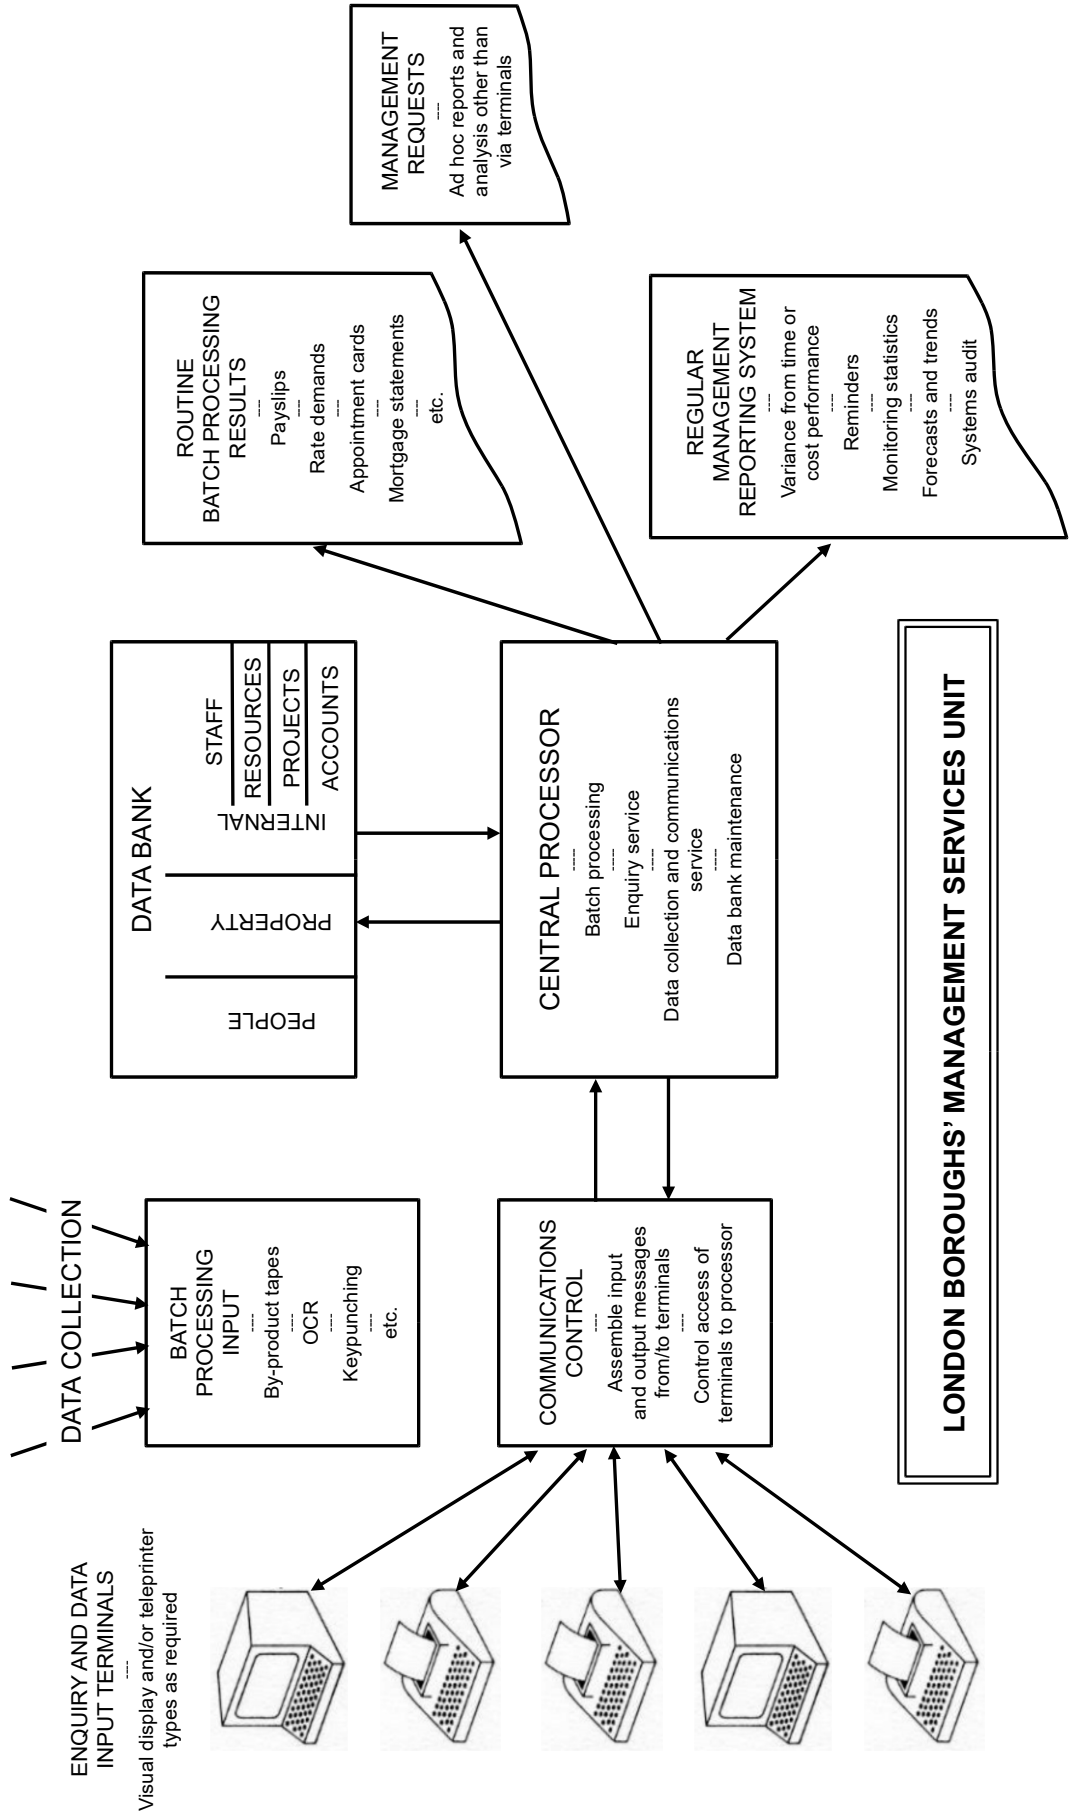 ENQUIRY AND DATA
INPUT TERMINALS
---
Visual display and/or teleprinter
types as required
DATA COLLECTION
BATCH
PROCESSING
INPUT
----
By-product tapes
----
OCR
----
Keypunching
----
etc.
COMMUNICATIONS
CONTROL
----
Assemble input
and output messages
from/to terminals
----
Control access of
terminals to processor
DATA BANK
PEOPLE
PROPERTY
INTERNAL
STAFF
RESOURCES
PROJECTS
ACCOUNTS
CENTRAL PROCESSOR
----
Batch processing
----
Enquiry service
----
Data collection and communications
service
----
Data bank maintenance
ROUTINE
BATCH PROCESSING
RESULTS
----
Payslips
----
Rate demands
----
Appointment cards
----
Mortgage statements
----
etc.
MANAGEMENT
REQUESTS
---
Ad hoc reports and
analysis other than
via terminals
REGULAR
MANAGEMENT
REPORTING SYSTEM
----
Variance from time or
cost performance
----
Reminders
----
Monitoring statistics
----
Forecasts and trends
----
Systems audit
LONDON BOROUGHS’ MANAGEMENT SERVICES UNIT